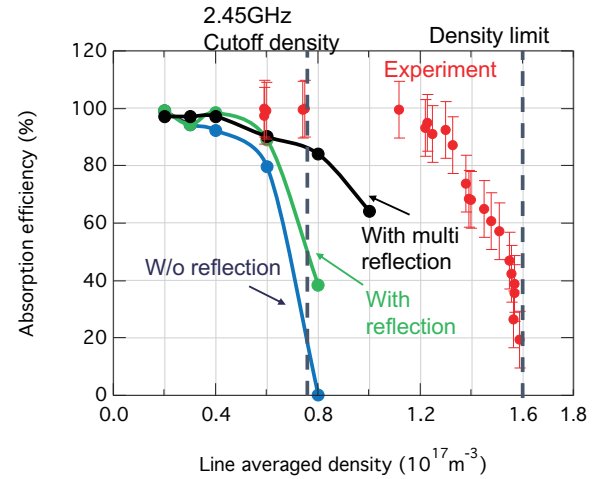 2.45GHz
Cutoff density
Density limit
Experiment
120
100
80
60
40
20
0
Absorption efficiency (%)
W/o reflection
With multi
reflection
With
reflection
0.0 0.4 0.8 1.2 1.6 1.8
Line averaged density (10¹⁷m⁻³)